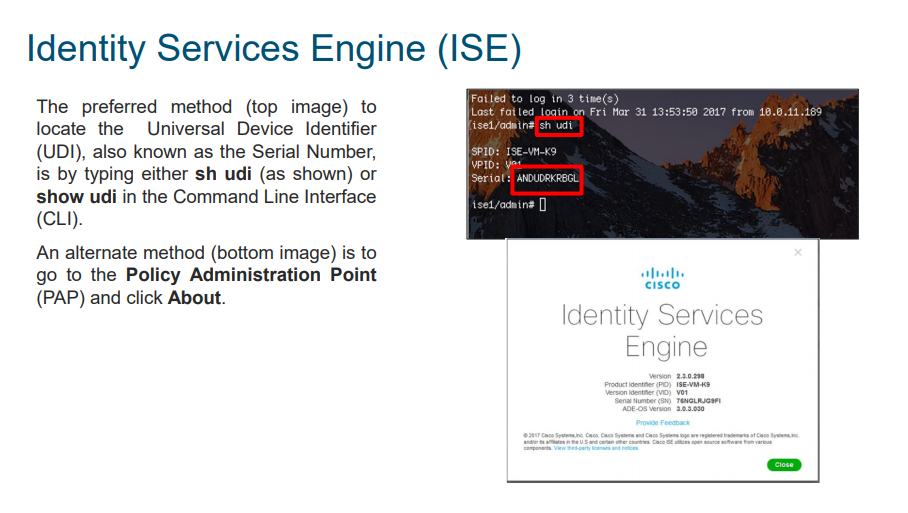 Identity Services Engine (ISE)
The preferred method (top image) to
locate the Universal Device Identifier
(UDI), also known as the Serial Number,
is by typing either sh udi (as shown) or
show udi in the Command Line Interface
(CLI).
An alternate method (bottom image) is to
go to the Policy Administration Point
(PAP) and click About.
Failed to log in 3 time(s)
Last failed login on Fri Mar 31 13:53:50 2017 from 10.0.11.189
ise1/admin# sh udi
SPID: ISE-VM-K9
VPID: V01
Serial: ANDUDRKRBGL
ise1/admin#
CISCO
Identity Services
Engine
Version 2.3.0.298
Product Identifier (PID) ISE-VM-K9
Version Identifier (VID) V01
Serial Number (SN) 76NGLRJG9FI
ADE-OS Version 3.0.3.030
Provide Feedback
© 2017 Cisco Systems,Inc. Cisco, Cisco Systems and Cisco Systems logo are registered trademarks of Cisco Systems,Inc.
and/or its affiliates in the U.S and certain other countries. Cisco ISE utilizes open source software from various
components. View third-party licenses and notices.
Close